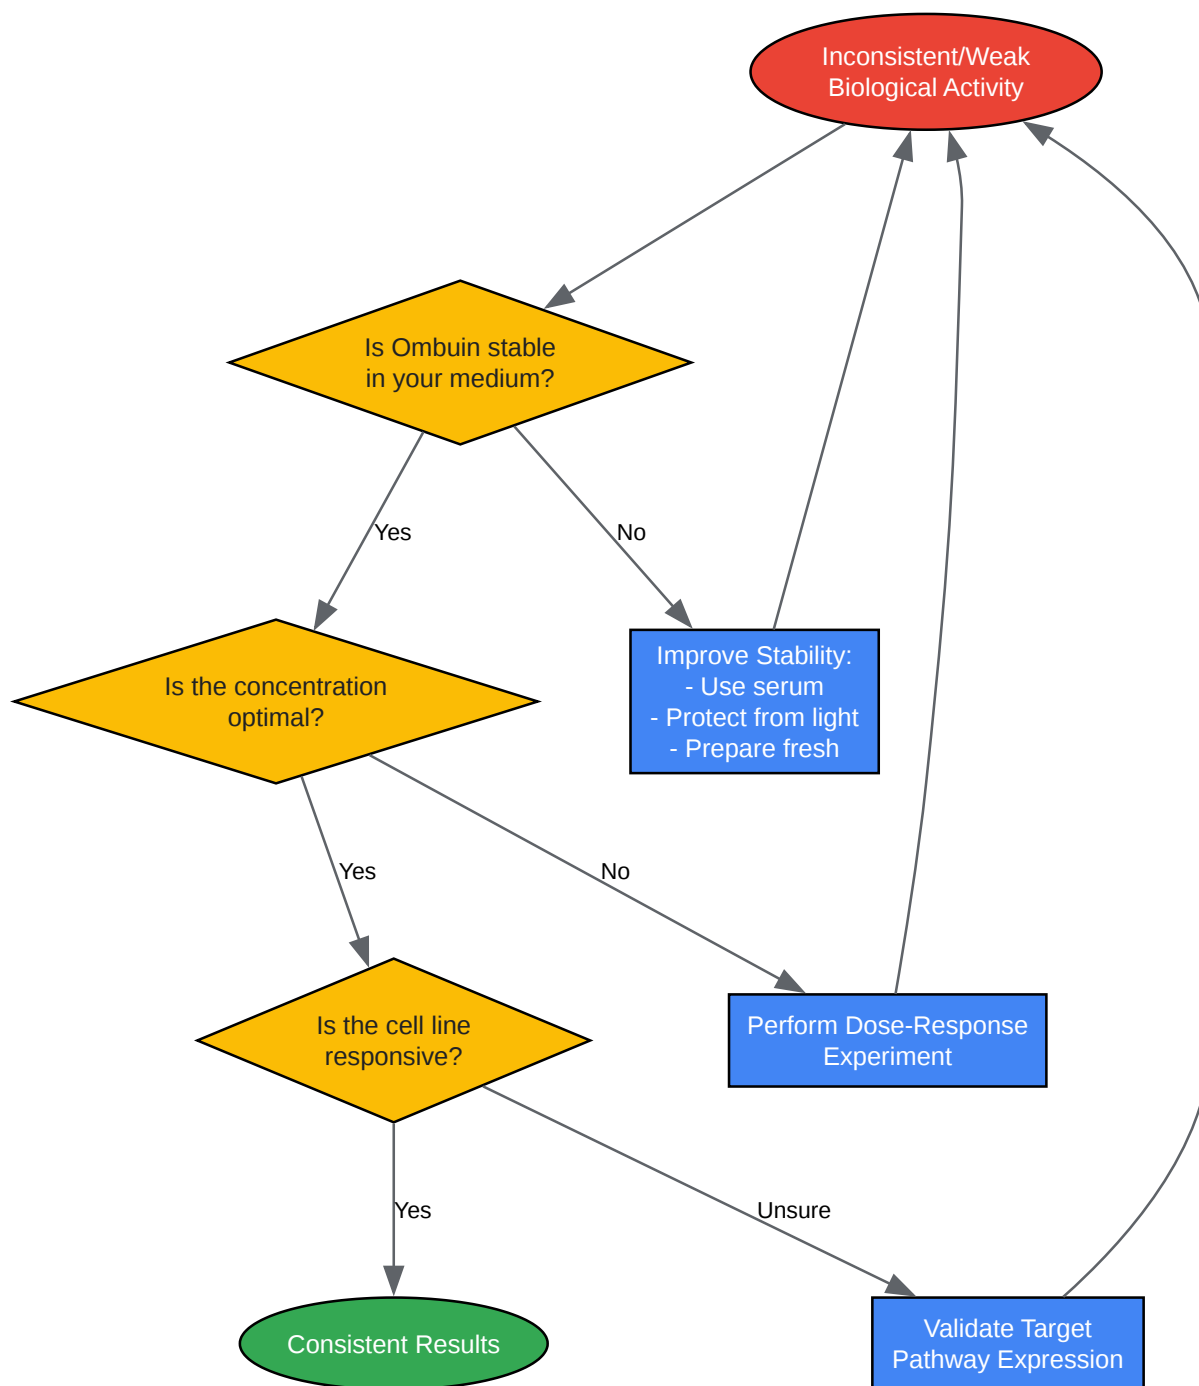 Inconsistent/Weak
Biological Activity
Is Ombuin stable
in your medium?
Yes
No
Is the concentration
optimal?
Improve Stability:
- Use serum
- Protect from light
- Prepare fresh
Yes
No
Is the cell line
responsive?
Perform Dose-Response
Experiment
Yes
Unsure
Consistent Results
Validate Target
Pathway Expression